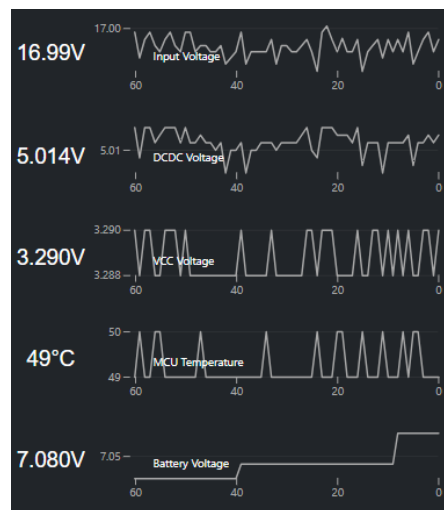 17.00
16.99V
Input Voltage
60 40 20 0
5.014V
5.01
DCDC Voltage
60 40 20 0
3.290
3.290V
VCC Voltage
3.288
60 40 20 0
50
49°C
MCU Temperature
49
60 40 20 0
7.05
7.080V
Battery Voltage
60 40 20 0